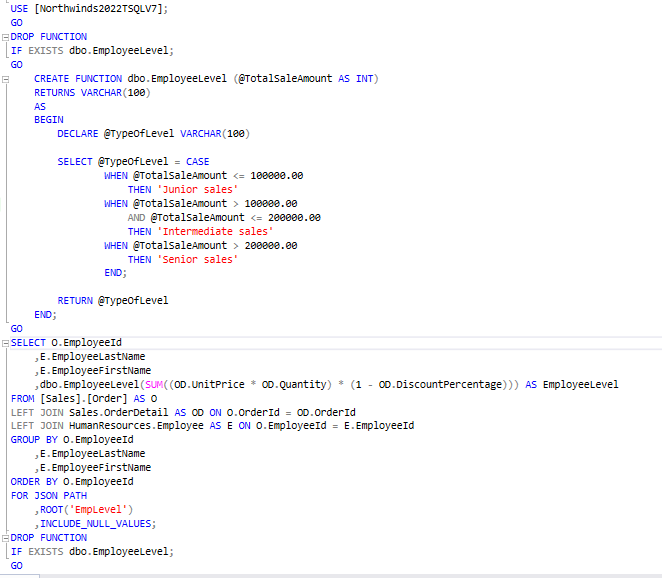 USE [Northwinds2022TSQLV7];
GO
DROP FUNCTION
IF EXISTS dbo.EmployeeLevel;
GO
CREATE FUNCTION dbo.EmployeeLevel (@TotalSaleAmount AS INT)
RETURNS VARCHAR(100)
AS
BEGIN
DECLARE @TypeOfLevel VARCHAR(100)
SELECT @TypeOfLevel = CASE
WHEN @TotalSaleAmount <= 100000.00
THEN 'Junior sales'
WHEN @TotalSaleAmount > 100000.00
AND @TotalSaleAmount <= 200000.00
THEN 'Intermediate sales'
WHEN @TotalSaleAmount > 200000.00
THEN 'Senior sales'
END;
RETURN @TypeOfLevel
END;
GO
SELECT O.EmployeeId
,E.EmployeeLastName
,E.EmployeeFirstName
,dbo.EmployeeLevel(SUM((OD.UnitPrice * OD.Quantity) * (1 - OD.DiscountPercentage))) AS EmployeeLevel
FROM [Sales].[Order] AS O
LEFT JOIN Sales.OrderDetail AS OD ON O.OrderId = OD.OrderId
LEFT JOIN HumanResources.Employee AS E ON O.EmployeeId = E.EmployeeId
GROUP BY O.EmployeeId
,E.EmployeeLastName
,E.EmployeeFirstName
ORDER BY O.EmployeeId
FOR JSON PATH
,ROOT('EmpLevel')
,INCLUDE_NULL_VALUES;
DROP FUNCTION
IF EXISTS dbo.EmployeeLevel;
GO